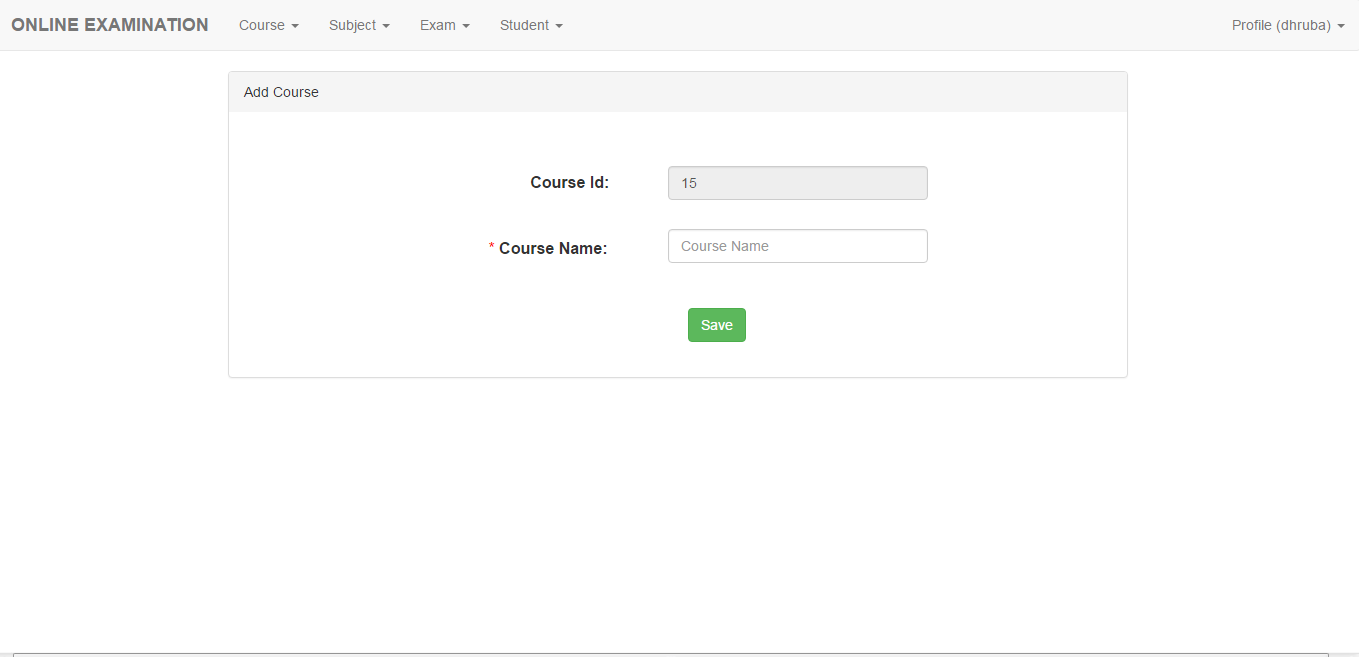 ONLINE EXAMINATION Course Subject Exam Student Profile (dhruba)
Add Course
Course Id: 15
* Course Name: Course Name
Save